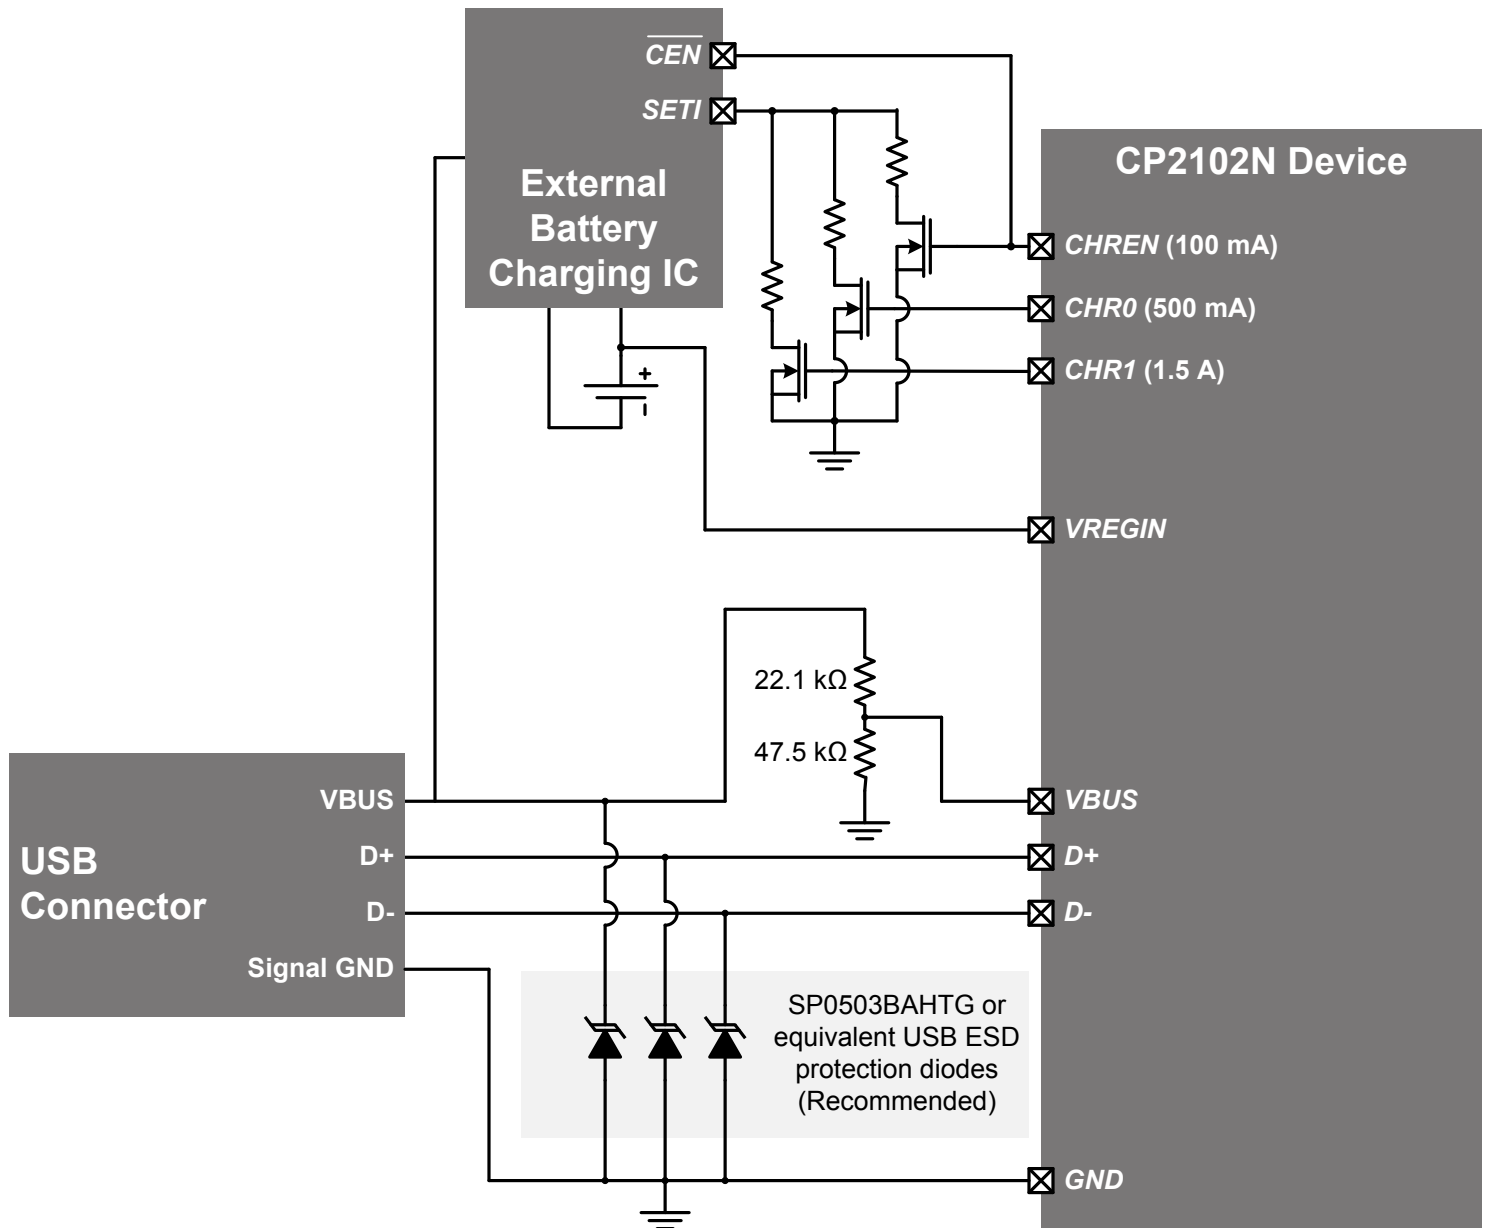 CEN
SETI
External
Battery
Charging IC
+
-
CP2102N Device
CHREN (100 mA)
CHR0 (500 mA)
CHR1 (1.5 A)
VREGIN
22.1 kΩ
47.5 kΩ
VBUS
D+
D-
GND
USB
Connector
VBUS
D+
D-
Signal GND
SP0503BAHTG or
equivalent USB ESD
protection diodes
(Recommended)